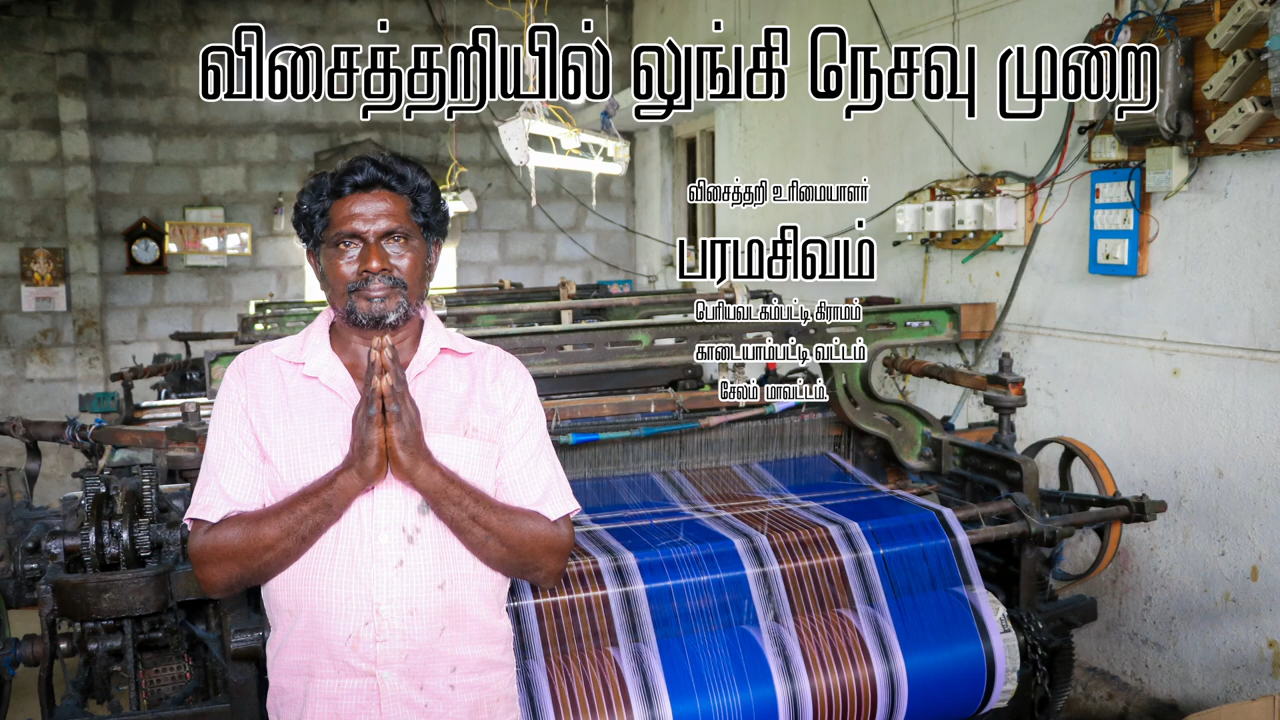 விசைத்தறியில் லுங்கி நேசவு முறை
விசைத்தறி உரிமையாளர்
பரமசிவம்
பேரியவடகம்பட்டி கிராமம்
காடையாம்பட்டி வட்டம்
சேலம் மாவட்டம்.